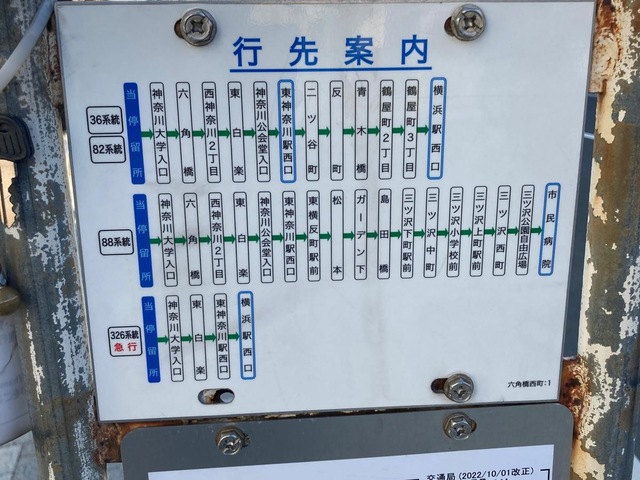 行先案内
36系統
82系統
当停留所
神奈川大学入口
六角橋
西神奈川2丁目
東白楽
神奈川公会堂入口
東神奈川駅西口
二ツ谷町
反町
青木橋
鶴屋町2丁目
鶴屋町3丁目
横浜駅西口
88系統
当停留所
神奈川大学入口
六角橋
西神奈川2丁目
東白楽
神奈川公会堂入口
東神奈川駅西口
東横反町駅前
松本
ガーデン下
島田橋
三ツ沢下町駅前
三ツ沢中町
三ツ沢小学校前
三ツ沢上町駅前
三ツ沢西町
三ツ沢公園自由広場
市民病院
326系統
急行
当停留所
神奈川大学入口
東白楽
東神奈川駅西口
横浜駅西口
六角橋西町:1
交通局(2022/10/01改正)